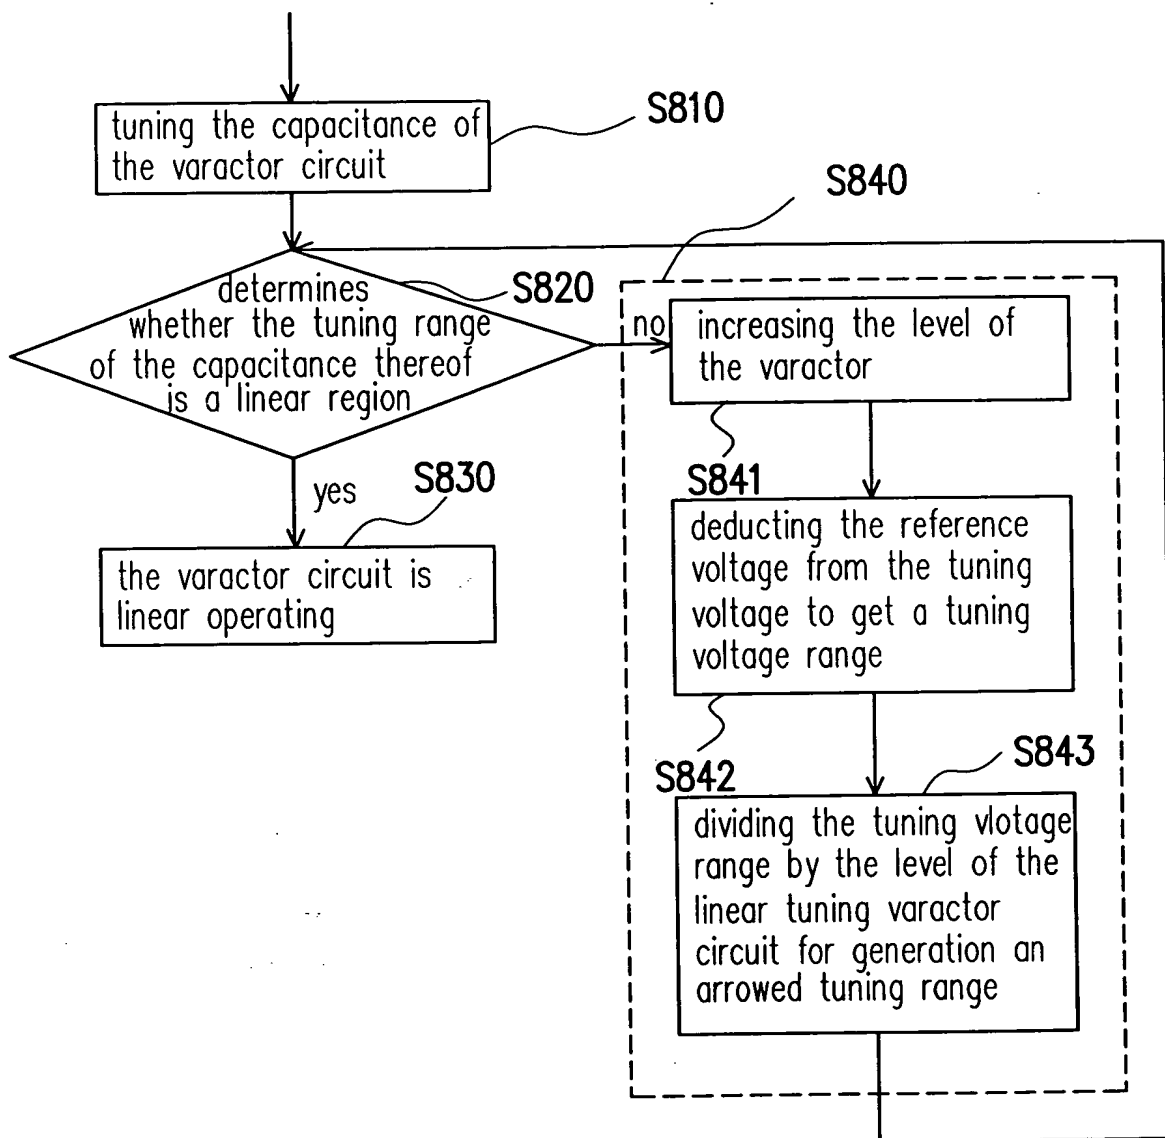 tuning the capacitance of
the varactor circuit
S810
S840
determines
whether the tuning range
of the capacitance thereof
is a linear region
S820
no
increasing the level of
the varactor
S841
yes
S830
the varactor circuit is
linear operating
deducting the reference
voltage from the tuning
voltage to get a tuning
voltage range
S842
S843
dividing the tuning vlotage
range by the level of the
linear tuning varactor
circuit for generation an
arrowed tuning range